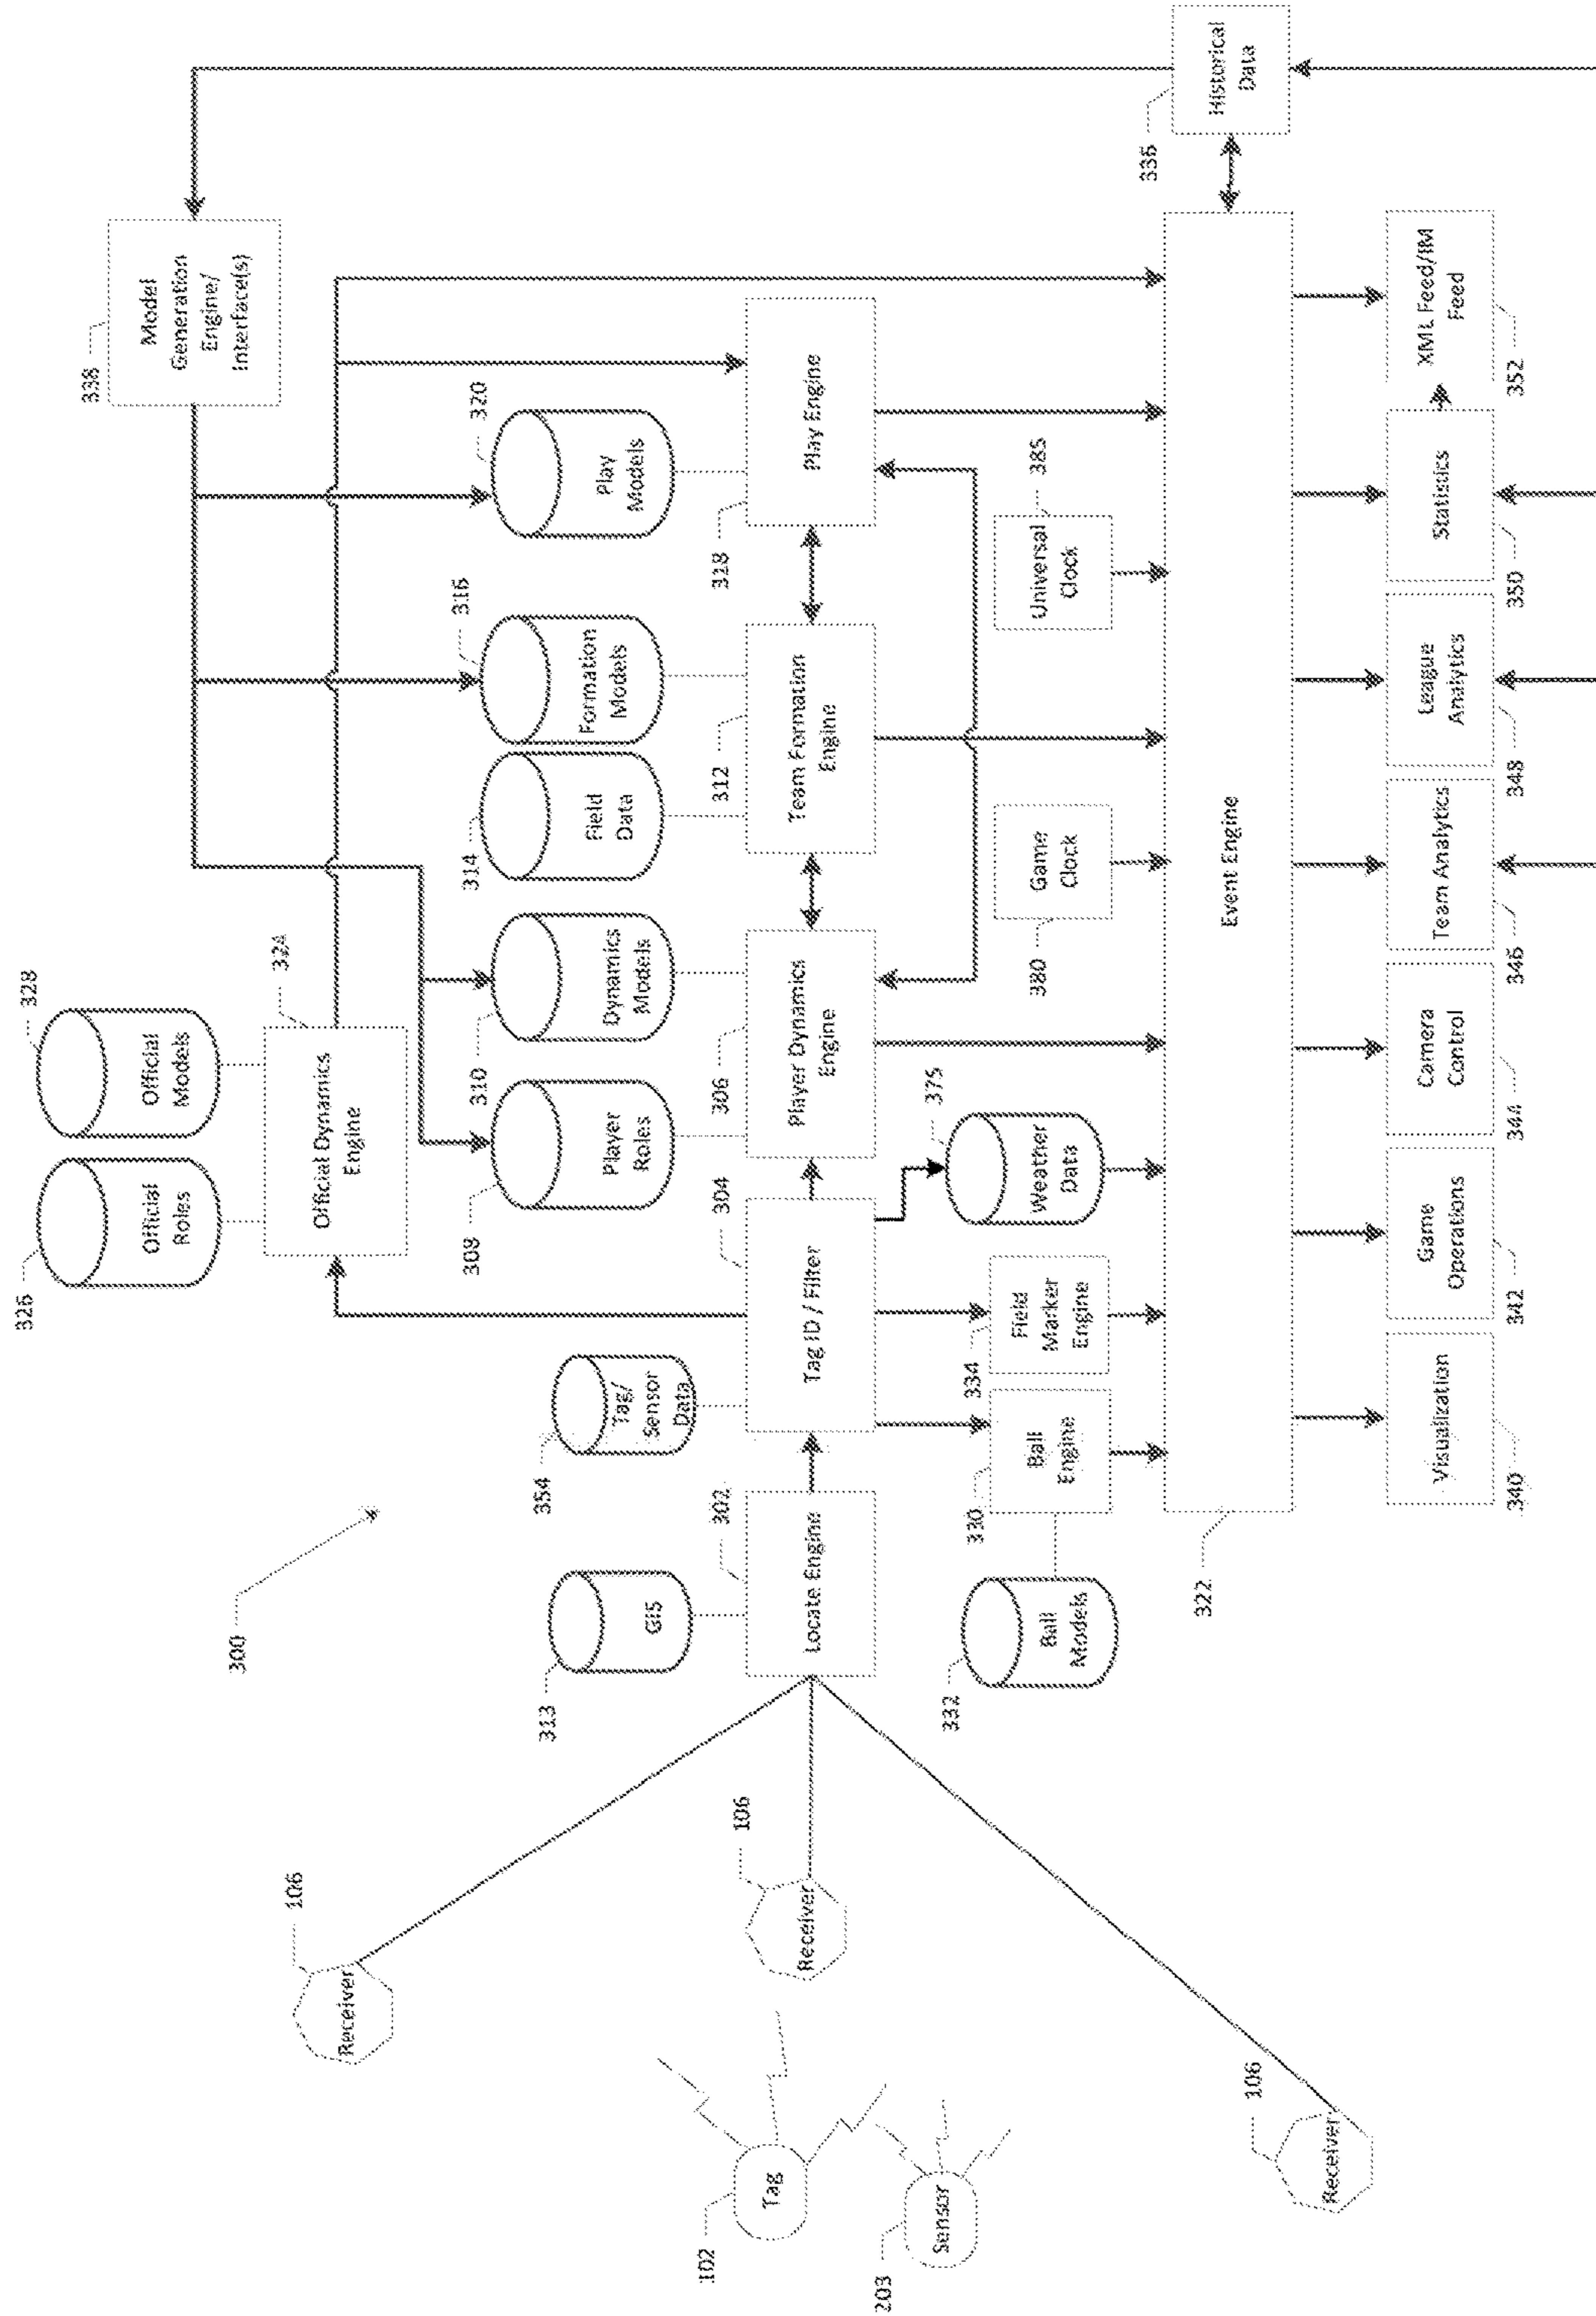 300
102
Tag
203
Sensor
106
Receiver
106
Receiver
106
Receiver
313
GIS
302
Locate Engine
354
Tag/
Sensor
Data
304
Tag ID / Filter
326
Official
Roles
328
Official
Models
324
Official Dynamics
Engine
308
Player
Roles
310
Dynamics
Models
306
Player Dynamics
Engine
314
Field
Data
316
Formation
Models
312
Team Formation
Engine
320
Play
Models
318
Play Engine
338
Model
Generation
Engine/
Interface(s)
332
Ball
Models
330
Ball
Engine
334
Field
Marker
Engine
375
Weather
Data
380
Game
Clock
385
Universal
Clock
322
Event Engine
336
Historical
Data
Visualization
340
Game
Operations
342
Camera
Control
344
Team Analytics
346
League
Analytics
348
Statistics
350
XML Feed/IM
Feed
352